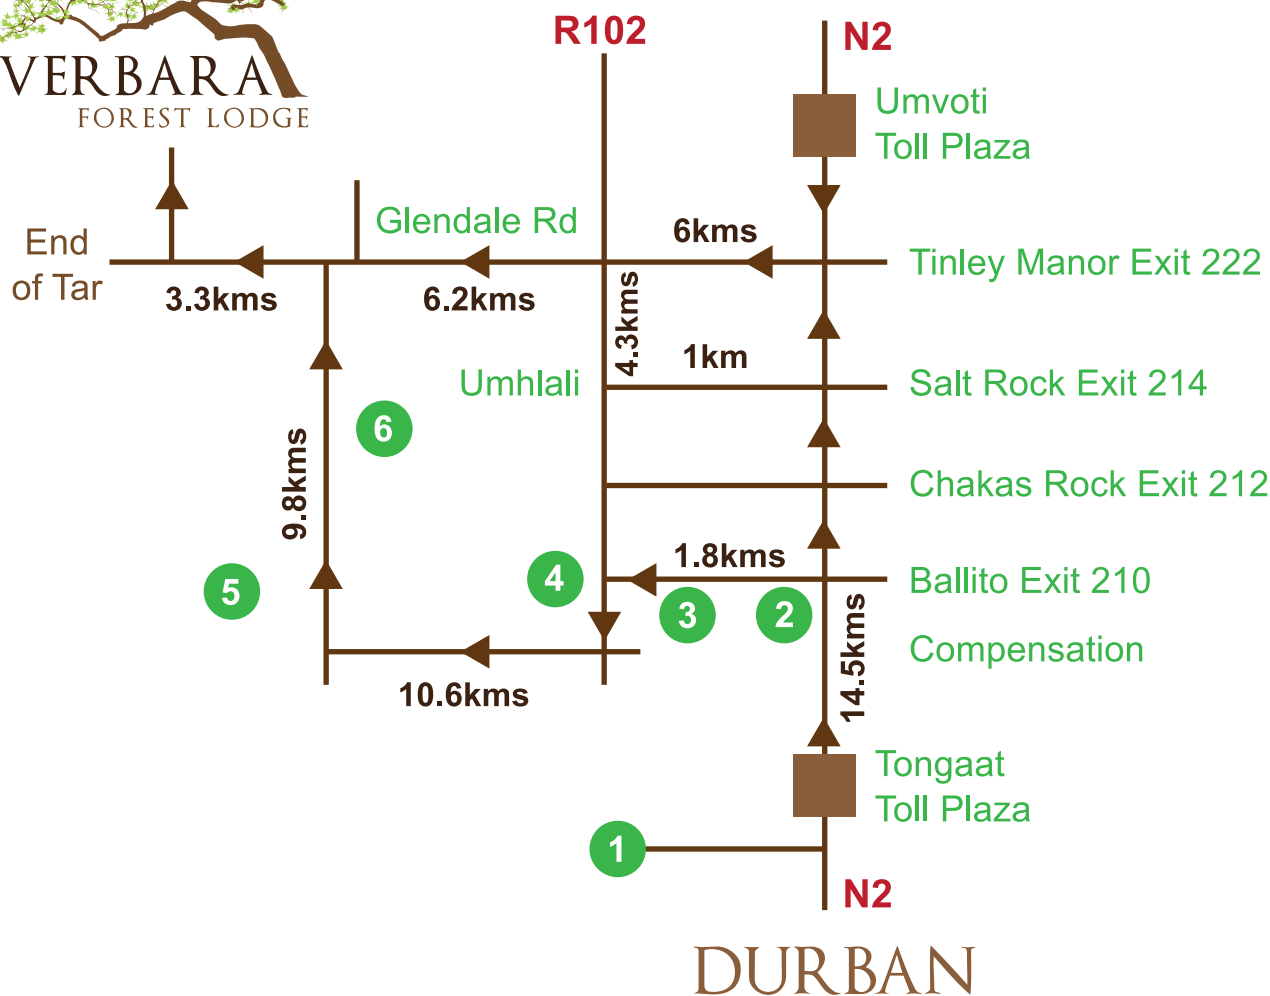 VERBARA
FOREST LODGE
R102
N2
Umvoti
Toll Plaza
End
of Tar
Glendale Rd
6kms
Tinley Manor Exit 222
3.3kms
6.2kms
4.3kms
1km
Umhlali
Salt Rock Exit 214
6
9.8kms
Chakas Rock Exit 212
5
4
1.8kms
3
2
Ballito Exit 210
Compensation
10.6kms
14.5kms
Tongaat
Toll Plaza
1
N2
DURBAN